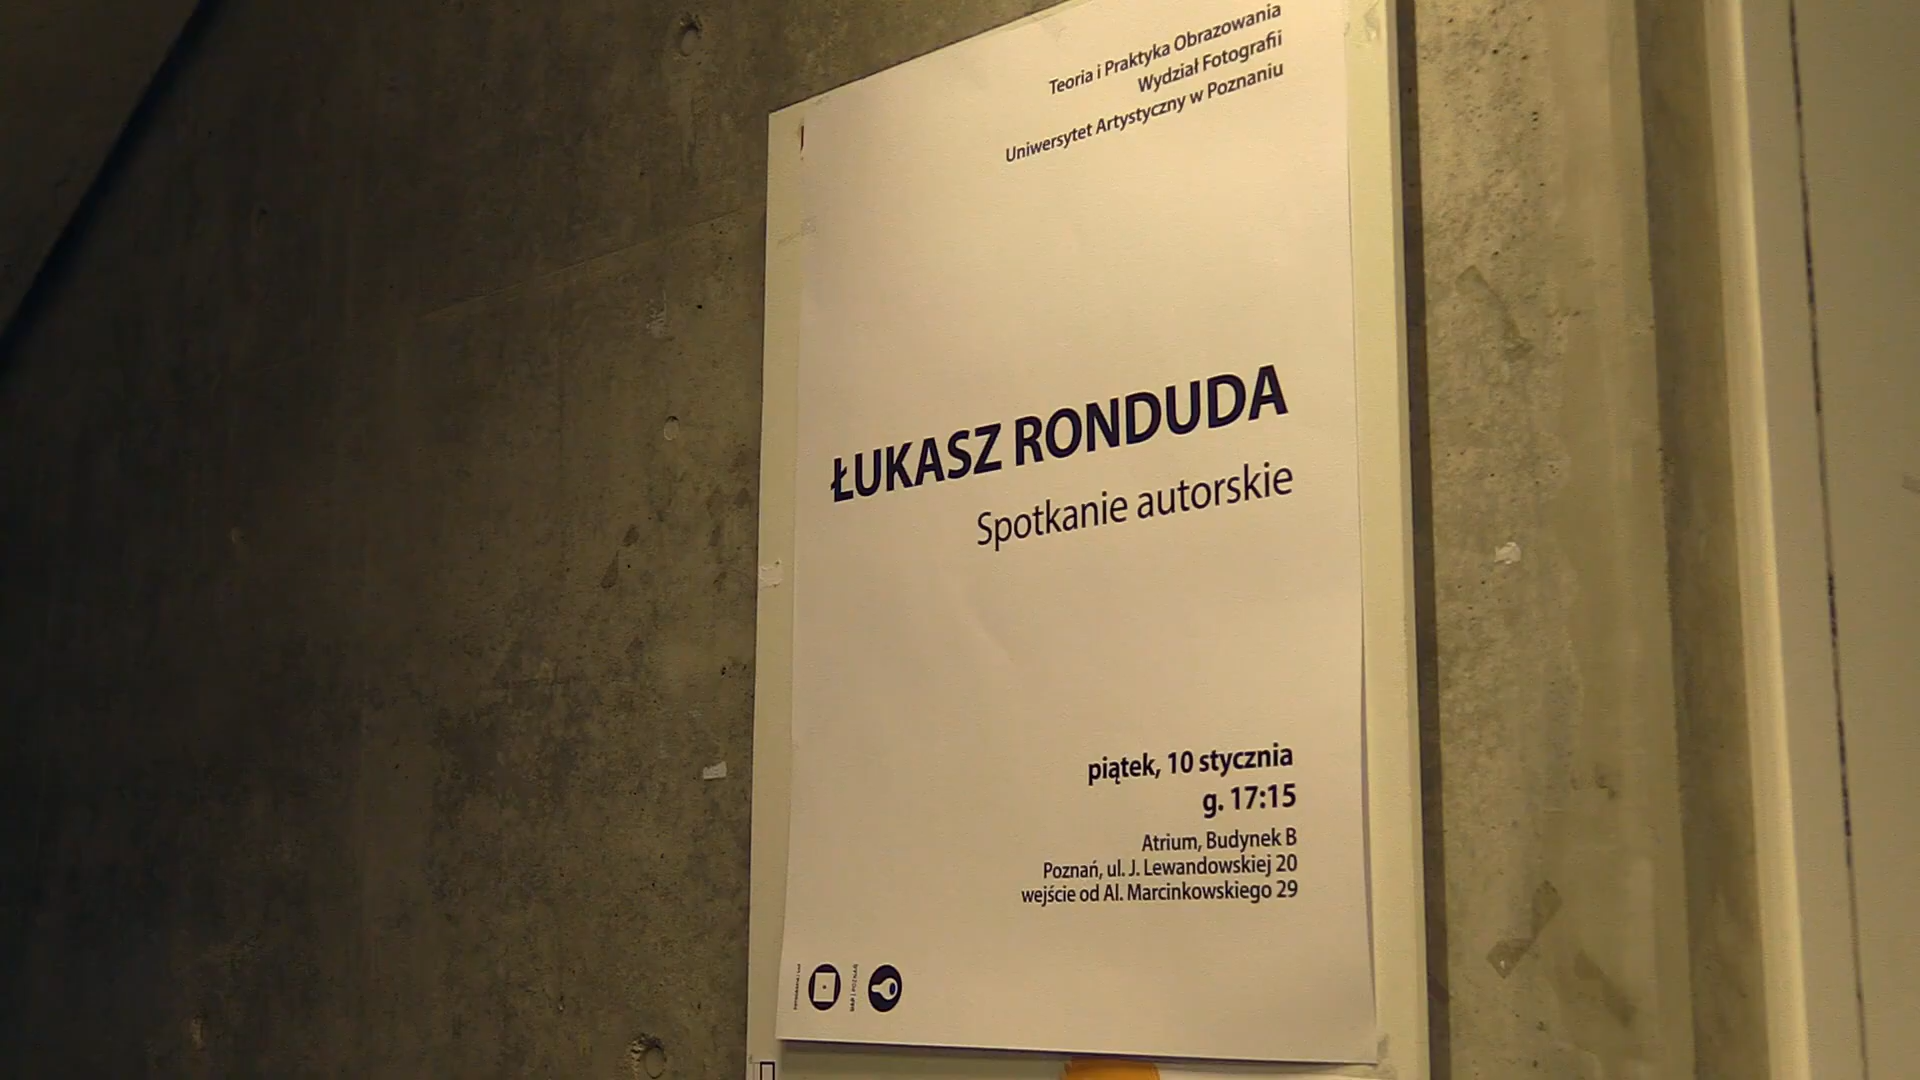 Teoria i Praktyka Obrazowania
Wydział Fotografii
Uniwersytet Artystyczny w Poznaniu
ŁUKASZ RONDUDA
Spotkanie autorskie
piątek, 10 stycznia
g. 17:15
Atrium, Budynek B
Poznań, ul. J. Lewandowskiej 20
wejście od Al. Marcinkowskiego 29